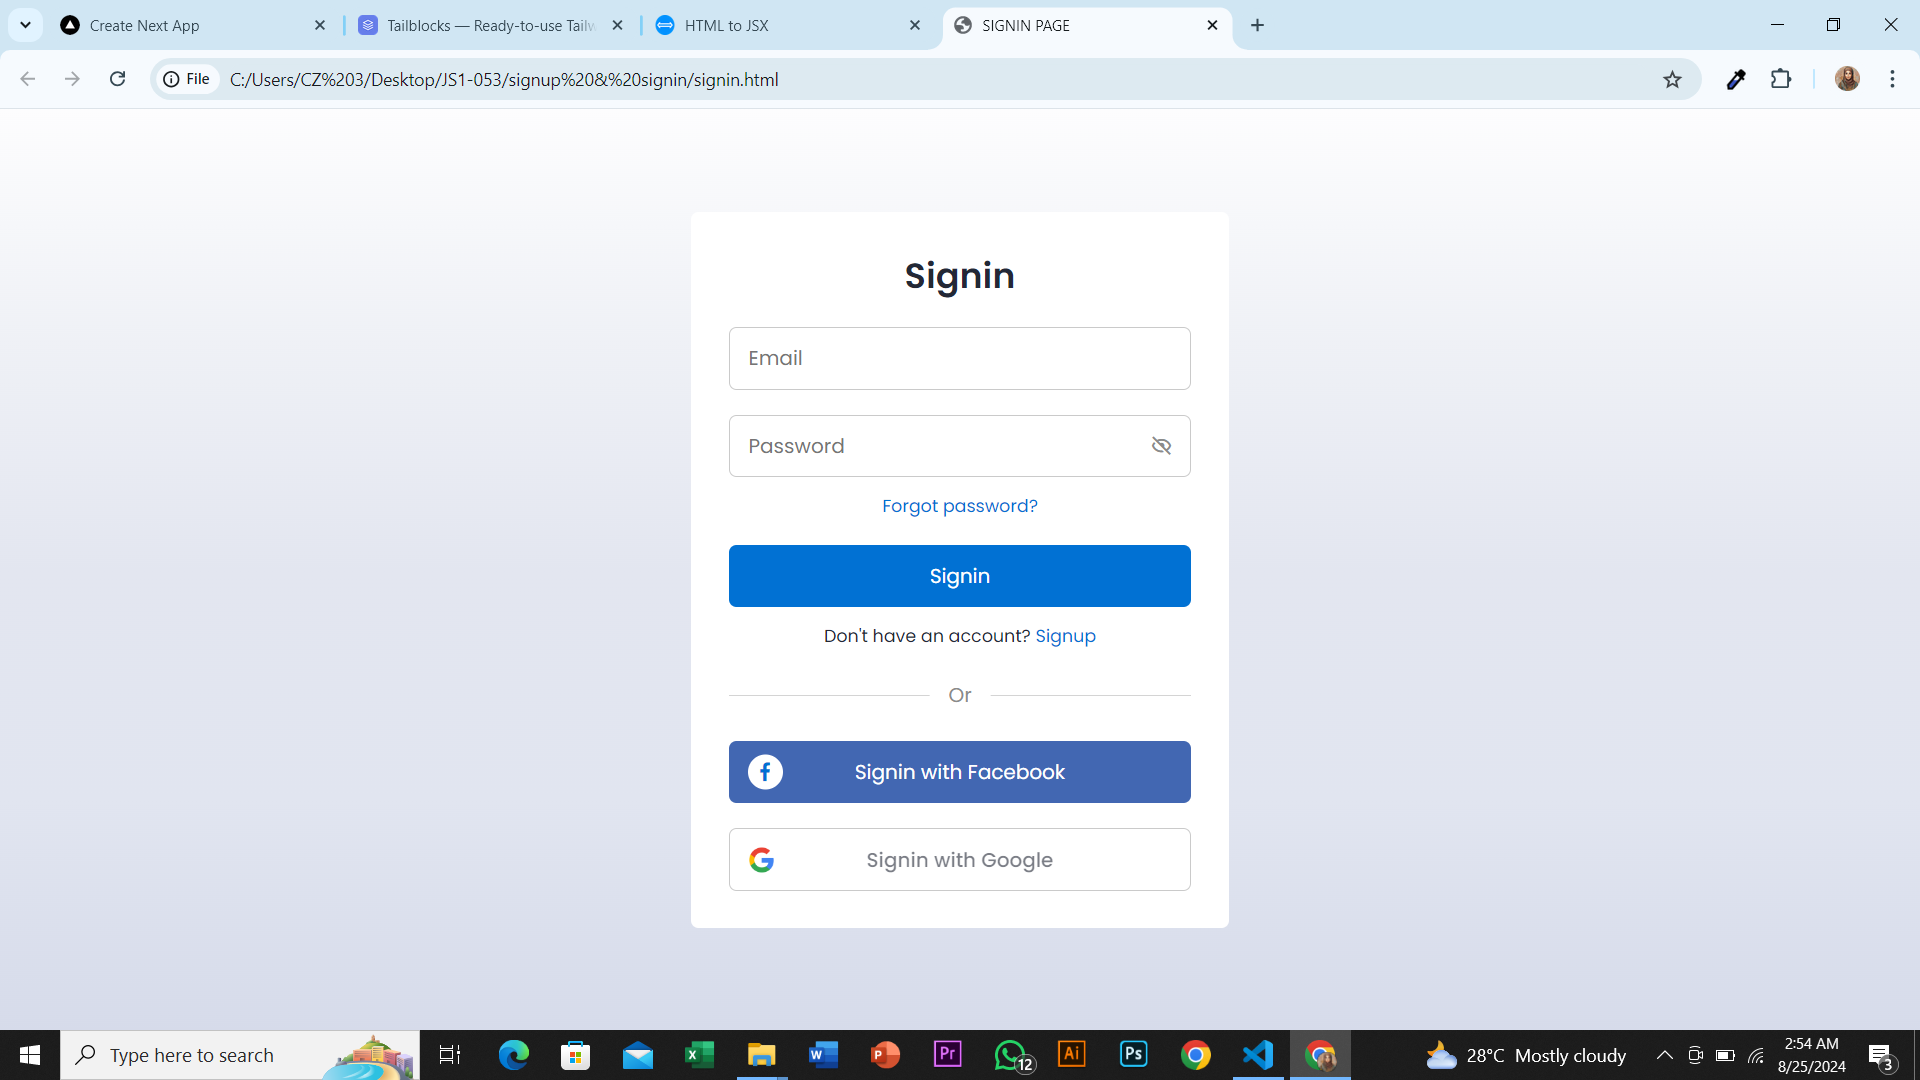 Create Next App
Tailblocks — Ready-to-use Tailw
HTML to JSX
SIGNIN PAGE
File
C:/Users/CZ%203/Desktop/JS1-053/signup%20&%20signin/signin.html
Signin
Email
Password
Forgot password?
Signin
Don't have an account? Signup
Or
Signin with Facebook
Signin with Google
Type here to search
X
W
P
Pr
12
Ai
Ps
28°C Mostly cloudy
2:54 AM
8/25/2024
3